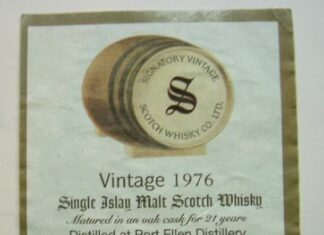 SIGNATORY VINTAGE
SCOTCH WHISKY CO. LTD.
S
Vintage 1976
Single Islay Malt Scotch Whisky
Matured in an oak cask for 21 years
Distilled at Port Ellen Distillery